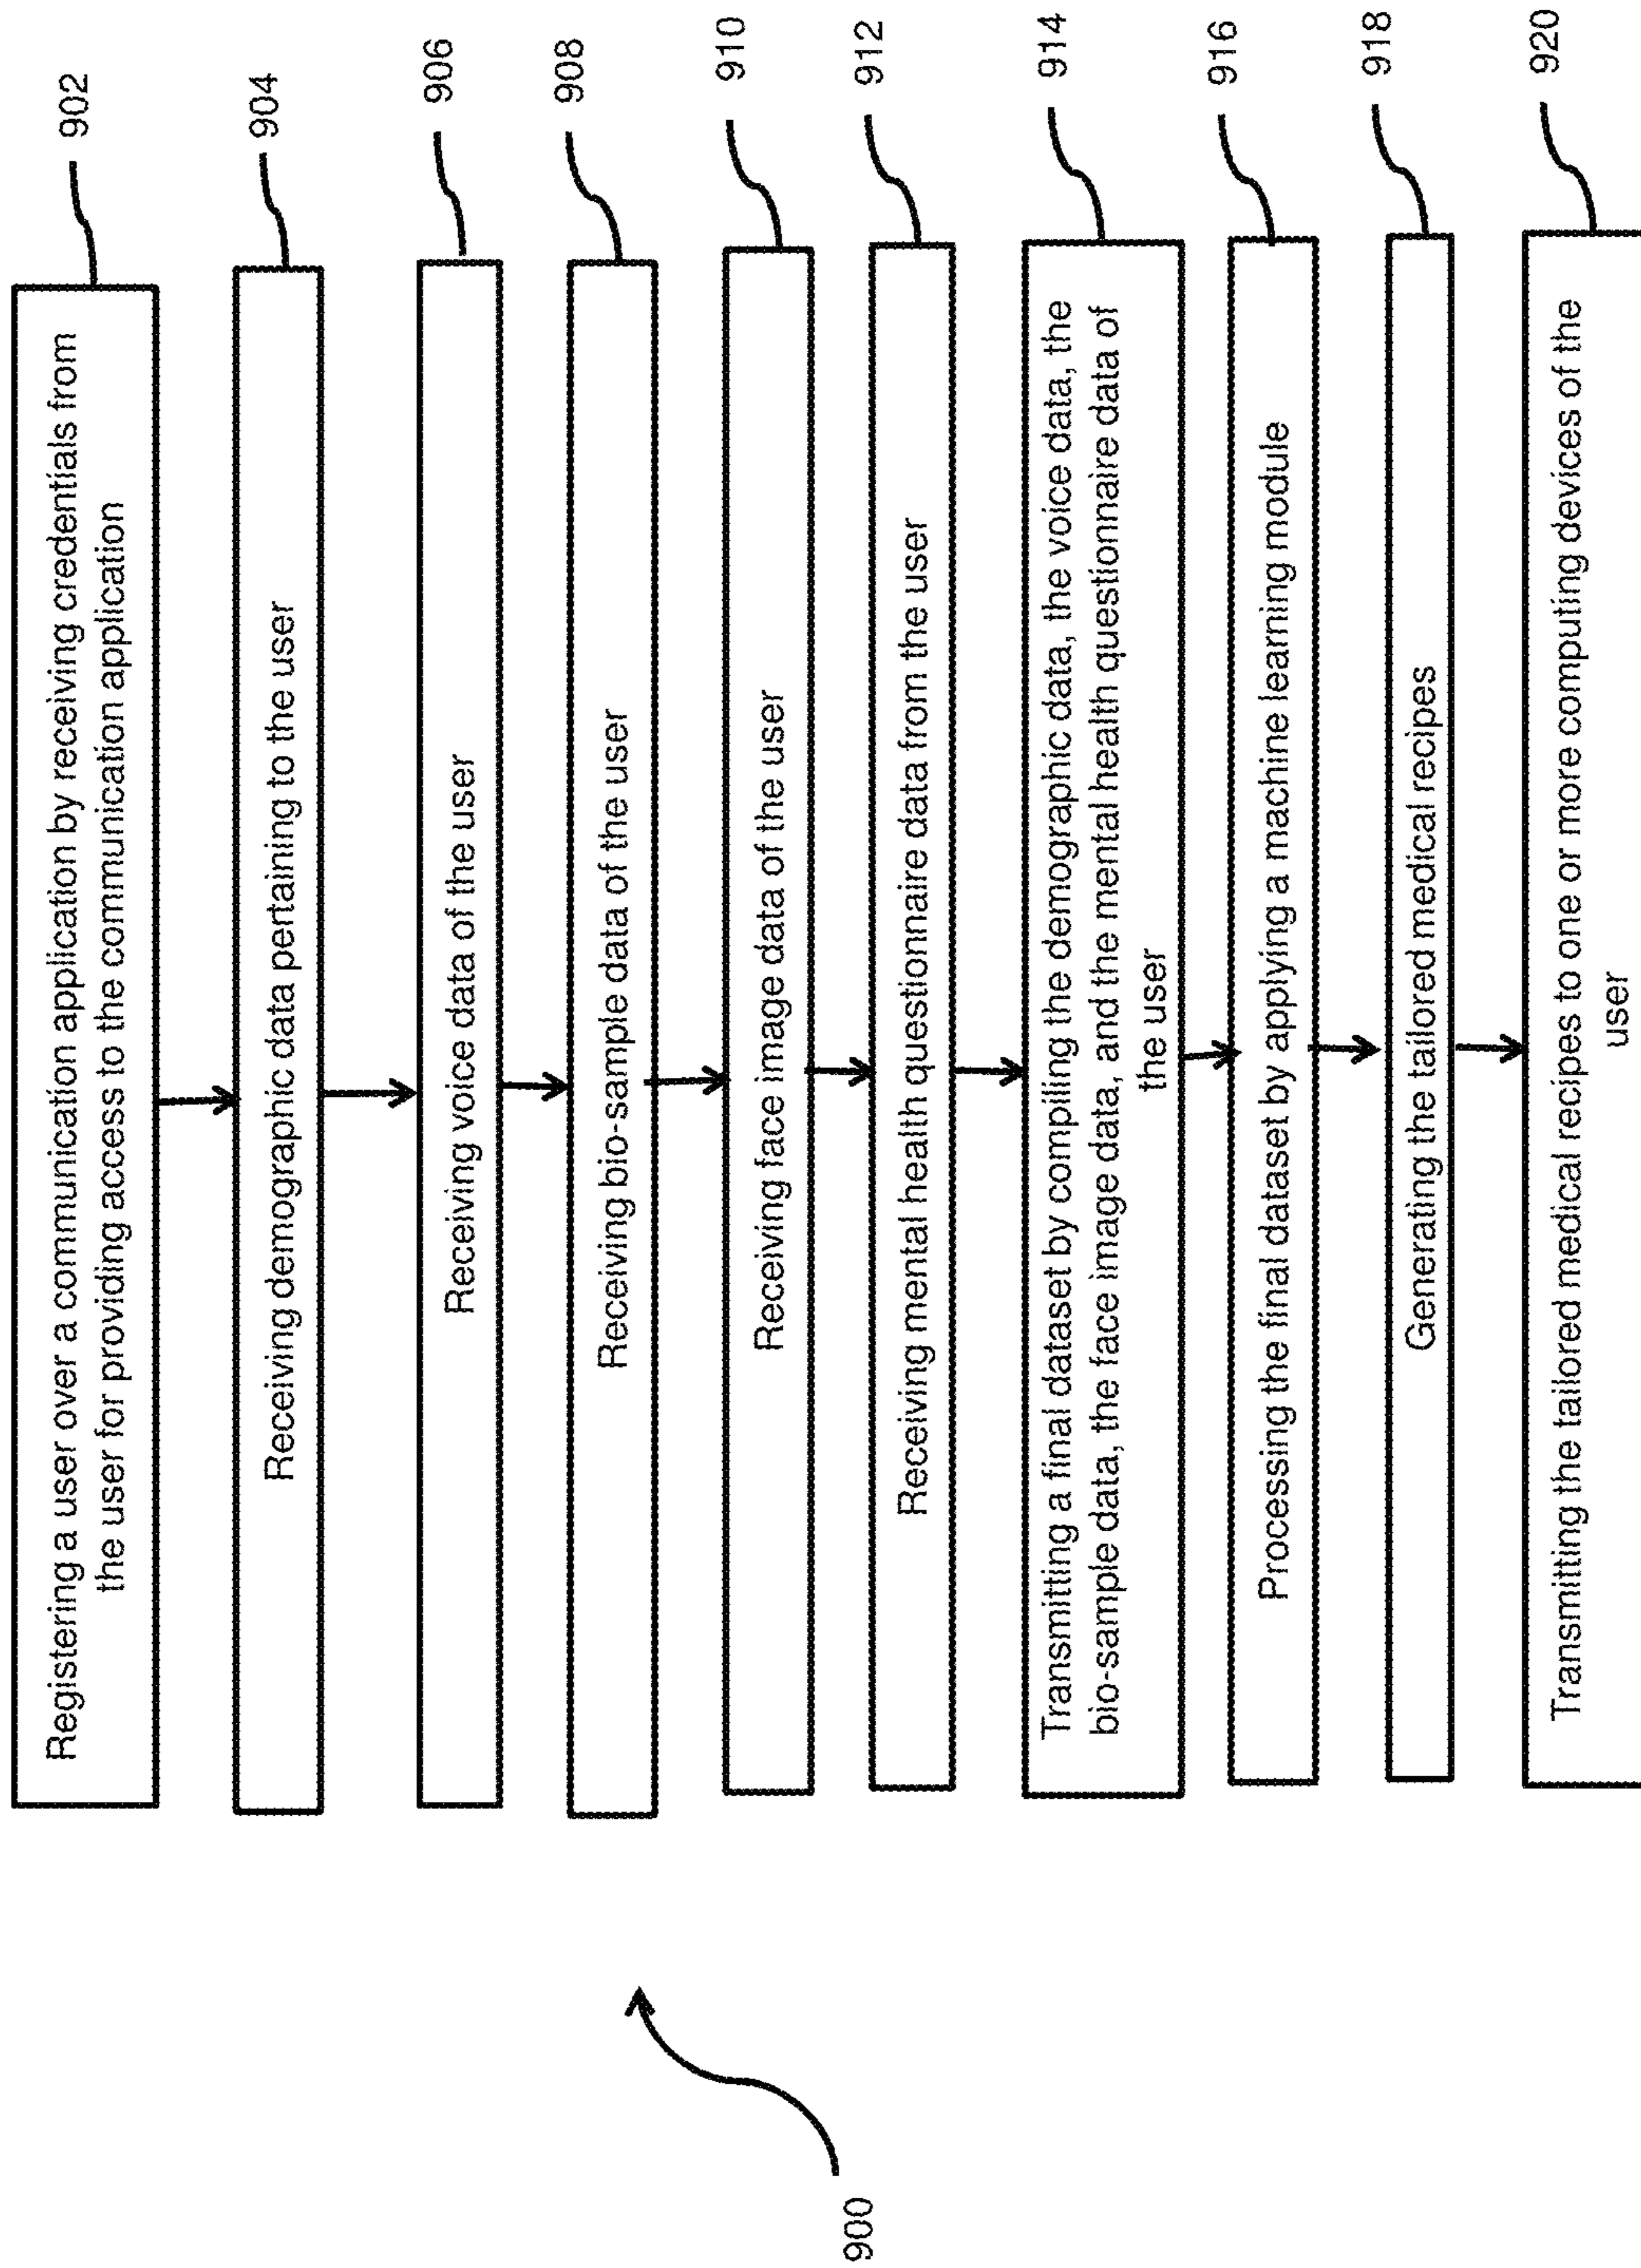 Registering a user over a communication application by receiving credentials from
the user for providing access to the communication application
902
Receiving demographic data pertaining to the user
904
Receiving voice data of the user
906
Receiving bio-sample data of the user
908
Receiving face image data of the user
910
Receiving mental health questionnaire data from the user
912
Transmitting a final dataset by compiling the demographic data, the voice data, the
bio-sample data, the face image data, and the mental health questionnaire data of
the user
914
Processing the final dataset by applying a machine learning module
916
Generating the tailored medical recipes
918
Transmitting the tailored medical recipes to one or more computing devices of the
user
920
900